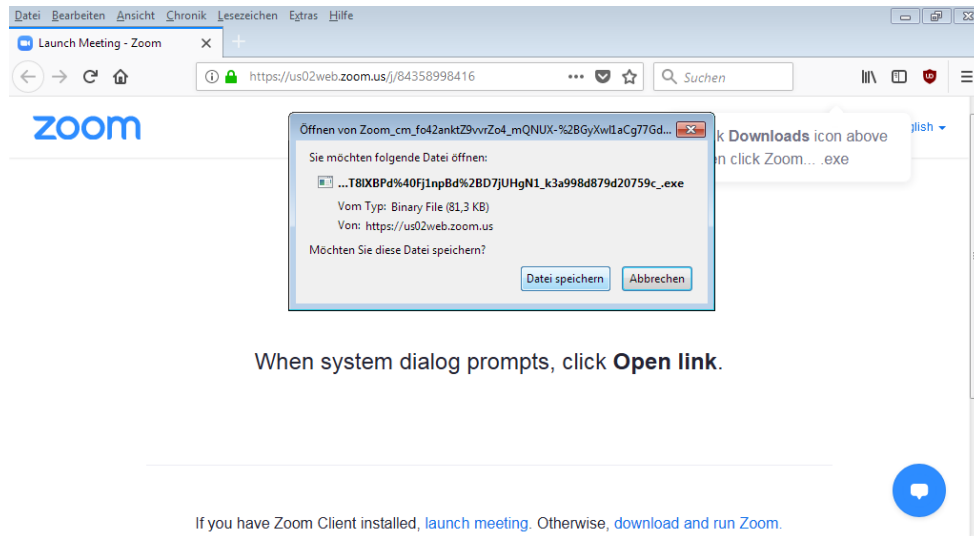 Datei Bearbeiten Ansicht Chronik Lesezeichen Extras Hilfe
Launch Meeting - Zoom
https://us02web.zoom.us/j/84358998416
Suchen
zoom
Öffnen von Zoom_cm_fo42anktZ9vvrZo4_mQNUX-%2BGyXwl1aCg77Gd...
k Downloads icon above
glish
n click Zoom... .exe
Sie möchten folgende Datei öffnen:
...T8lXBPd%40Fj1npBd%2BD7jUHgN1_k3a998d879d20759c_.exe
Vom Typ: Binary File (81,3 KB)
Von: https://us02web.zoom.us
Möchten Sie diese Datei speichern?
Datei speichern Abbrechen
When system dialog prompts, click Open link.
If you have Zoom Client installed, launch meeting. Otherwise, download and run Zoom.